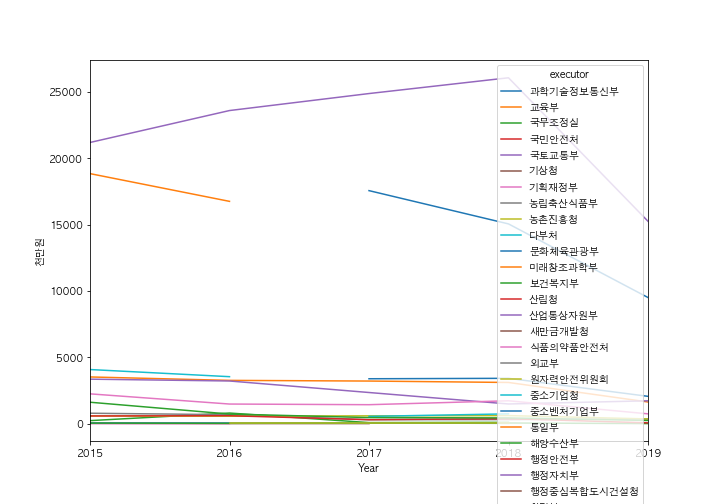 25000
20000
15000
10000
5000
0
천만원
2015
2016
2017
2018
2019
Year
executor
과학기술정보통신부
교육부
국무조정실
국민안전처
국토교통부
기상청
기획재정부
농림축산식품부
농촌진흥청
다부처
문화체육관광부
미래창조과학부
보건복지부
산림청
산업통상자원부
새만금개발청
식품의약품안전처
외교부
원자력안전위원회
중소기업청
중소벤처기업부
통일부
해양수산부
행정안전부
행정자치부
행정중심복합도시건설청